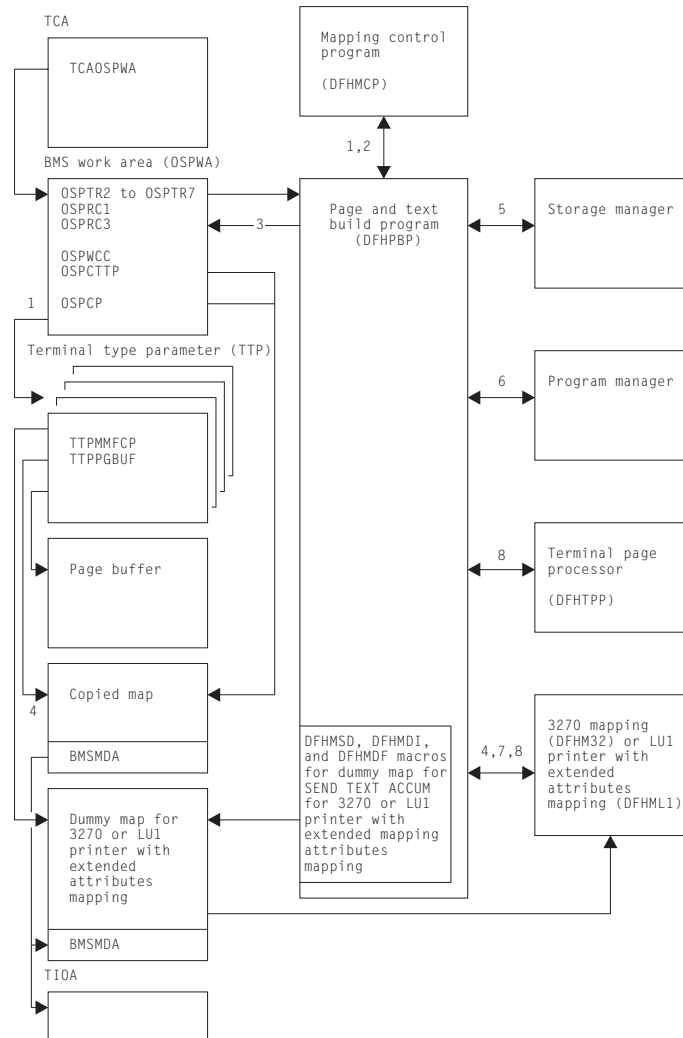 TCA
TCAOSPWA
Mapping control
program
(DFHMCP)
1,2
BMS work area (OSPWA)
OSPTR2 to OSPTR7
OSPRC1
OSPRC3
OSPWCC
OSPCTTP
OSPCP
1
3
Page and text
build program
(DFHPBP)
5
Storage manager
Terminal type parameter (TTP)
TTPMMFCP
TTPPGBUF
6
Program manager
Page buffer
8
Terminal page
processor
(DFHTPP)
Copied map
4
BMSMDA
DFHMSD, DFHMDI,
and DFHMDF macros
for dummy map for
SEND TEXT ACCUM
for 3270 or LU1
printer with
extended mapping
attributes
mapping
4,7,8
3270 mapping
(DFHM32) or LU1
printer with
extended
attributes
mapping (DFHML1)
Dummy map for
3270 or LU1
printer with
extended
attributes
mapping
BMSMDA
TIOA